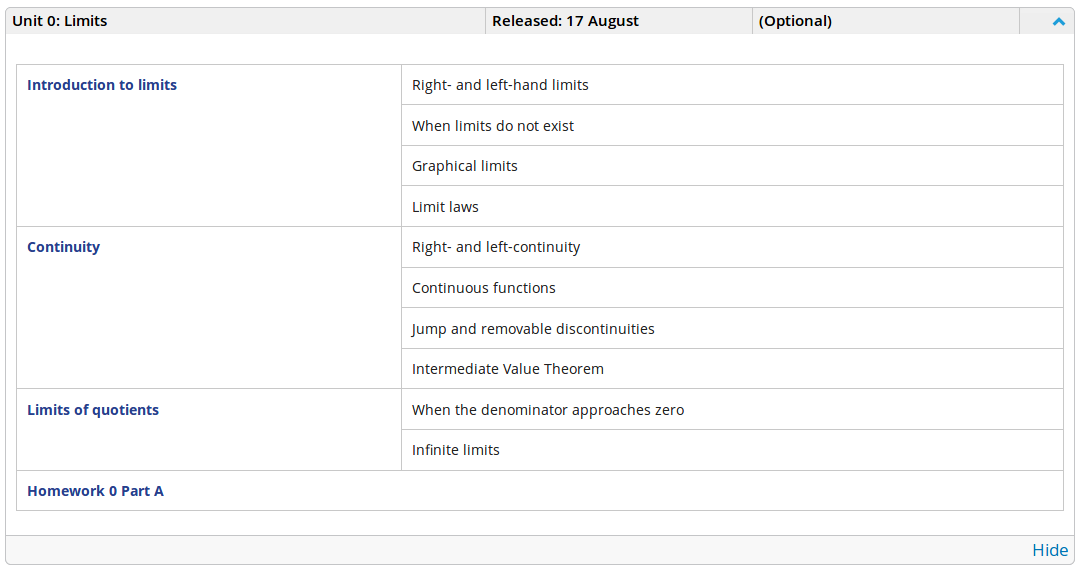 Unit 0: Limits Released: 17 August (Optional)
Introduction to limits Right- and left-hand limits
When limits do not exist
Graphical limits
Limit laws
Continuity Right- and left-continuity
Continuous functions
Jump and removable discontinuities
Intermediate Value Theorem
Limits of quotients When the denominator approaches zero
Infinite limits
Homework 0 Part A
Hide